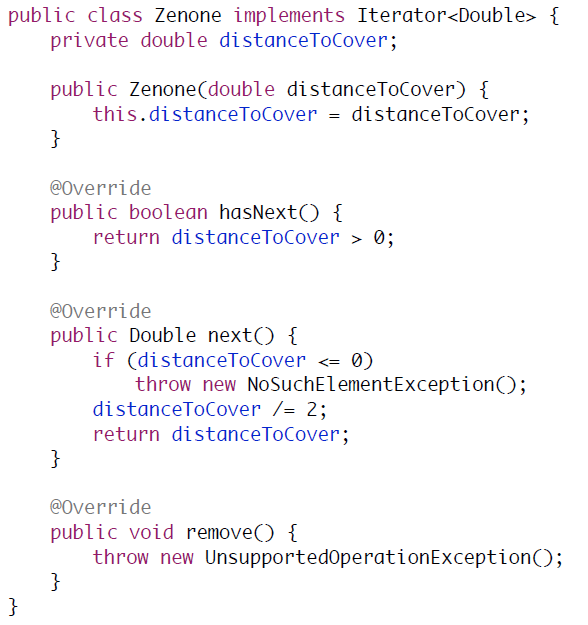 public class Zenone implements Iterator<Double> {
    private double distanceToCover;

    public Zenone(double distanceToCover) {
        this.distanceToCover = distanceToCover;
    }

    @Override
    public boolean hasNext() {
        return distanceToCover > 0;
    }

    @Override
    public Double next() {
        if (distanceToCover <= 0)
            throw new NoSuchElementException();
        distanceToCover /= 2;
        return distanceToCover;
    }

    @Override
    public void remove() {
        throw new UnsupportedOperationException();
    }
}